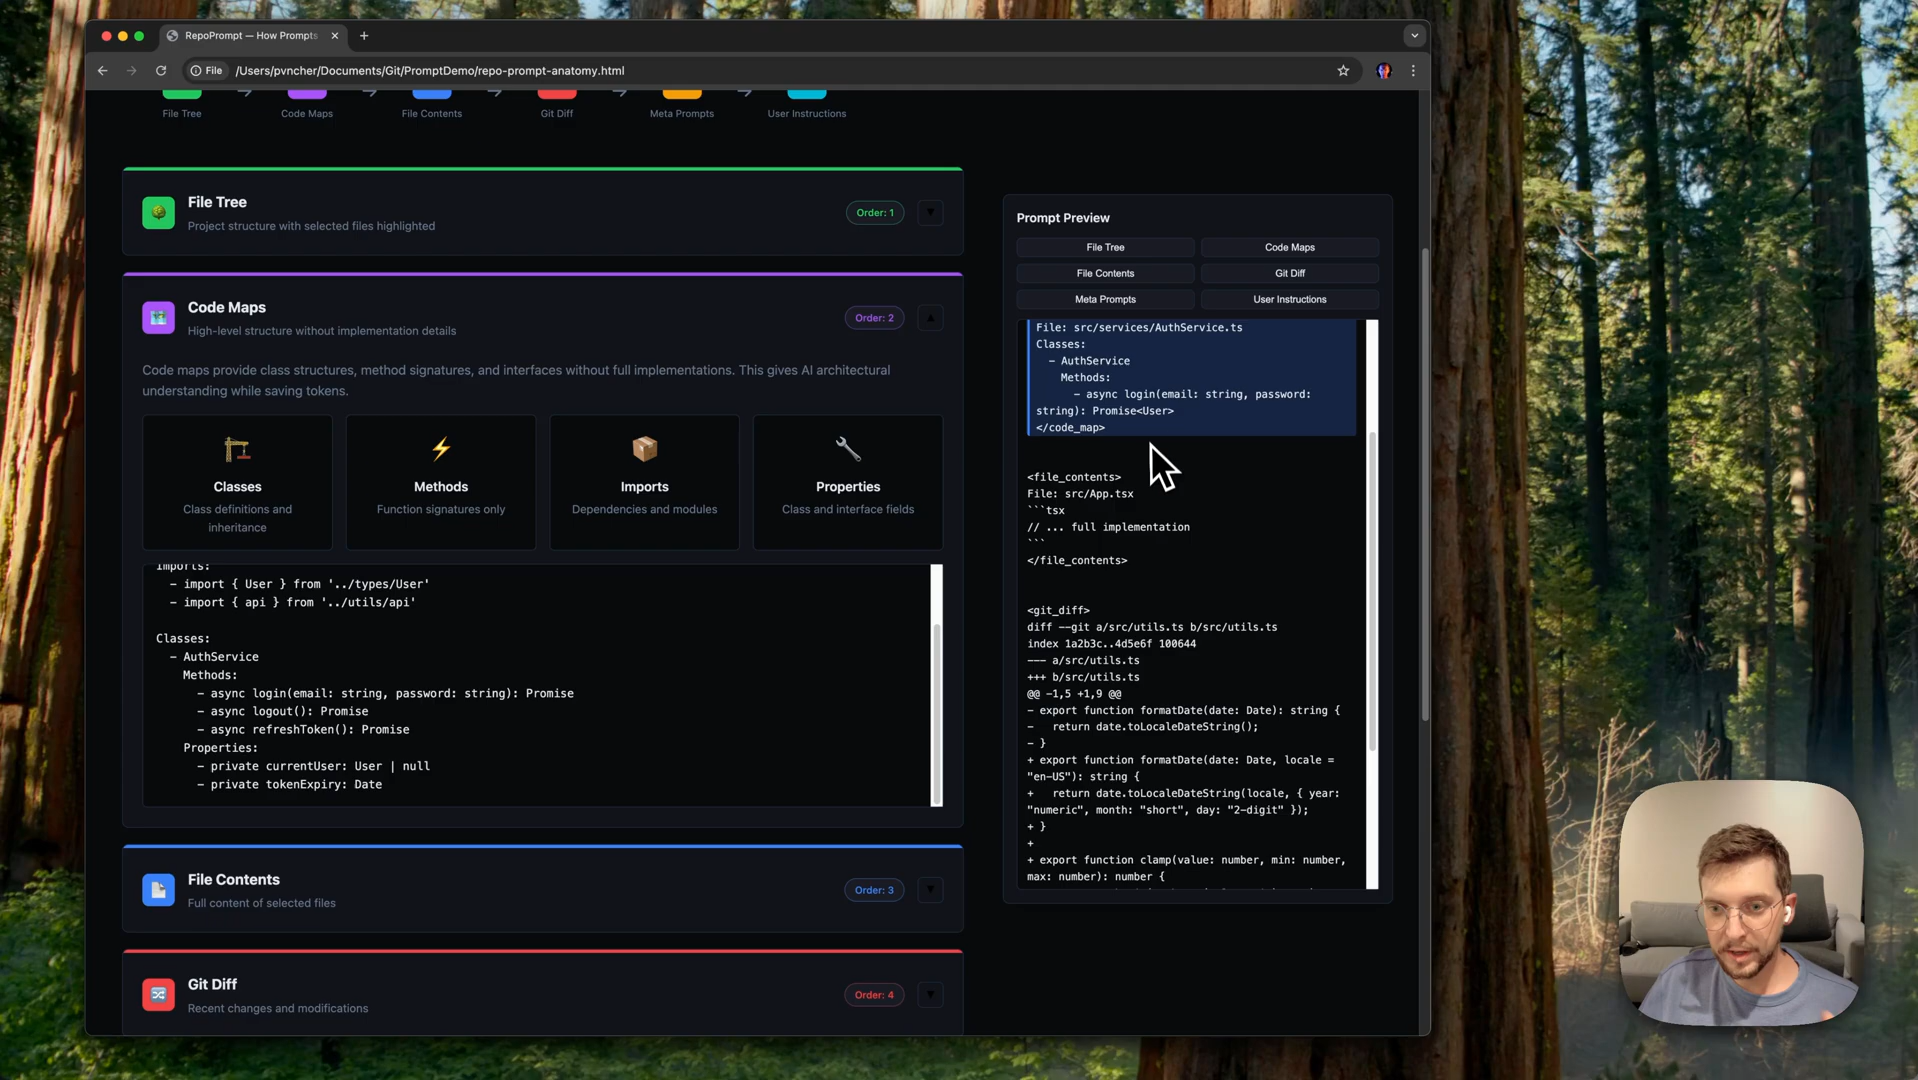 RepoPrompt — How Prompts
File
/Users/pvncher/Documents/Git/PromptDemo/repo-prompt-anatomy.html
File Tree
Code Maps
File Contents
Git Diff
Meta Prompts
User Instructions
File Tree
Project structure with selected files highlighted
Order: 1
Code Maps
High-level structure without implementation details
Order: 2
Code maps provide class structures, method signatures, and interfaces without full implementations. This gives AI architectural
understanding while saving tokens.
Classes
Class definitions and
inheritance
Methods
Function signatures only
Imports
Dependencies and modules
Properties
Class and interface fields
Imports:
- import { User } from '../types/User'
- import { api } from '../utils/api'
Classes:
- AuthService
Methods:
- async login(email: string, password: string): Promise
- async logout(): Promise
- async refreshToken(): Promise
Properties:
- private currentUser: User | null
- private tokenExpiry: Date
File Contents
Full content of selected files
Order: 3
Git Diff
Recent changes and modifications
Order: 4
Prompt Preview
File Tree
Code Maps
File Contents
Git Diff
Meta Prompts
User Instructions
File: src/services/AuthService.ts
Classes:
- AuthService
Methods:
- async login(email: string, password:
string): Promise<User>
</code_map>
<file_contents>
File: src/App.tsx
```tsx
// ... full implementation
```
</file_contents>
<git_diff>
diff --git a/src/utils.ts b/src/utils.ts
index 1a2b3c..4d5e6f 100644
--- a/src/utils.ts
+++ b/src/utils.ts
@@ -1,5 +1,9 @@
- export function formatDate(date: Date): string {
-   return date.toLocaleDateString();
- }
+ export function formatDate(date: Date, locale =
"en-US"): string {
+   return date.toLocaleDateString(locale, { year:
"numeric", month: "short", day: "2-digit" });
+ }
+
+ export function clamp(value: number, min: number,
max: number): number {